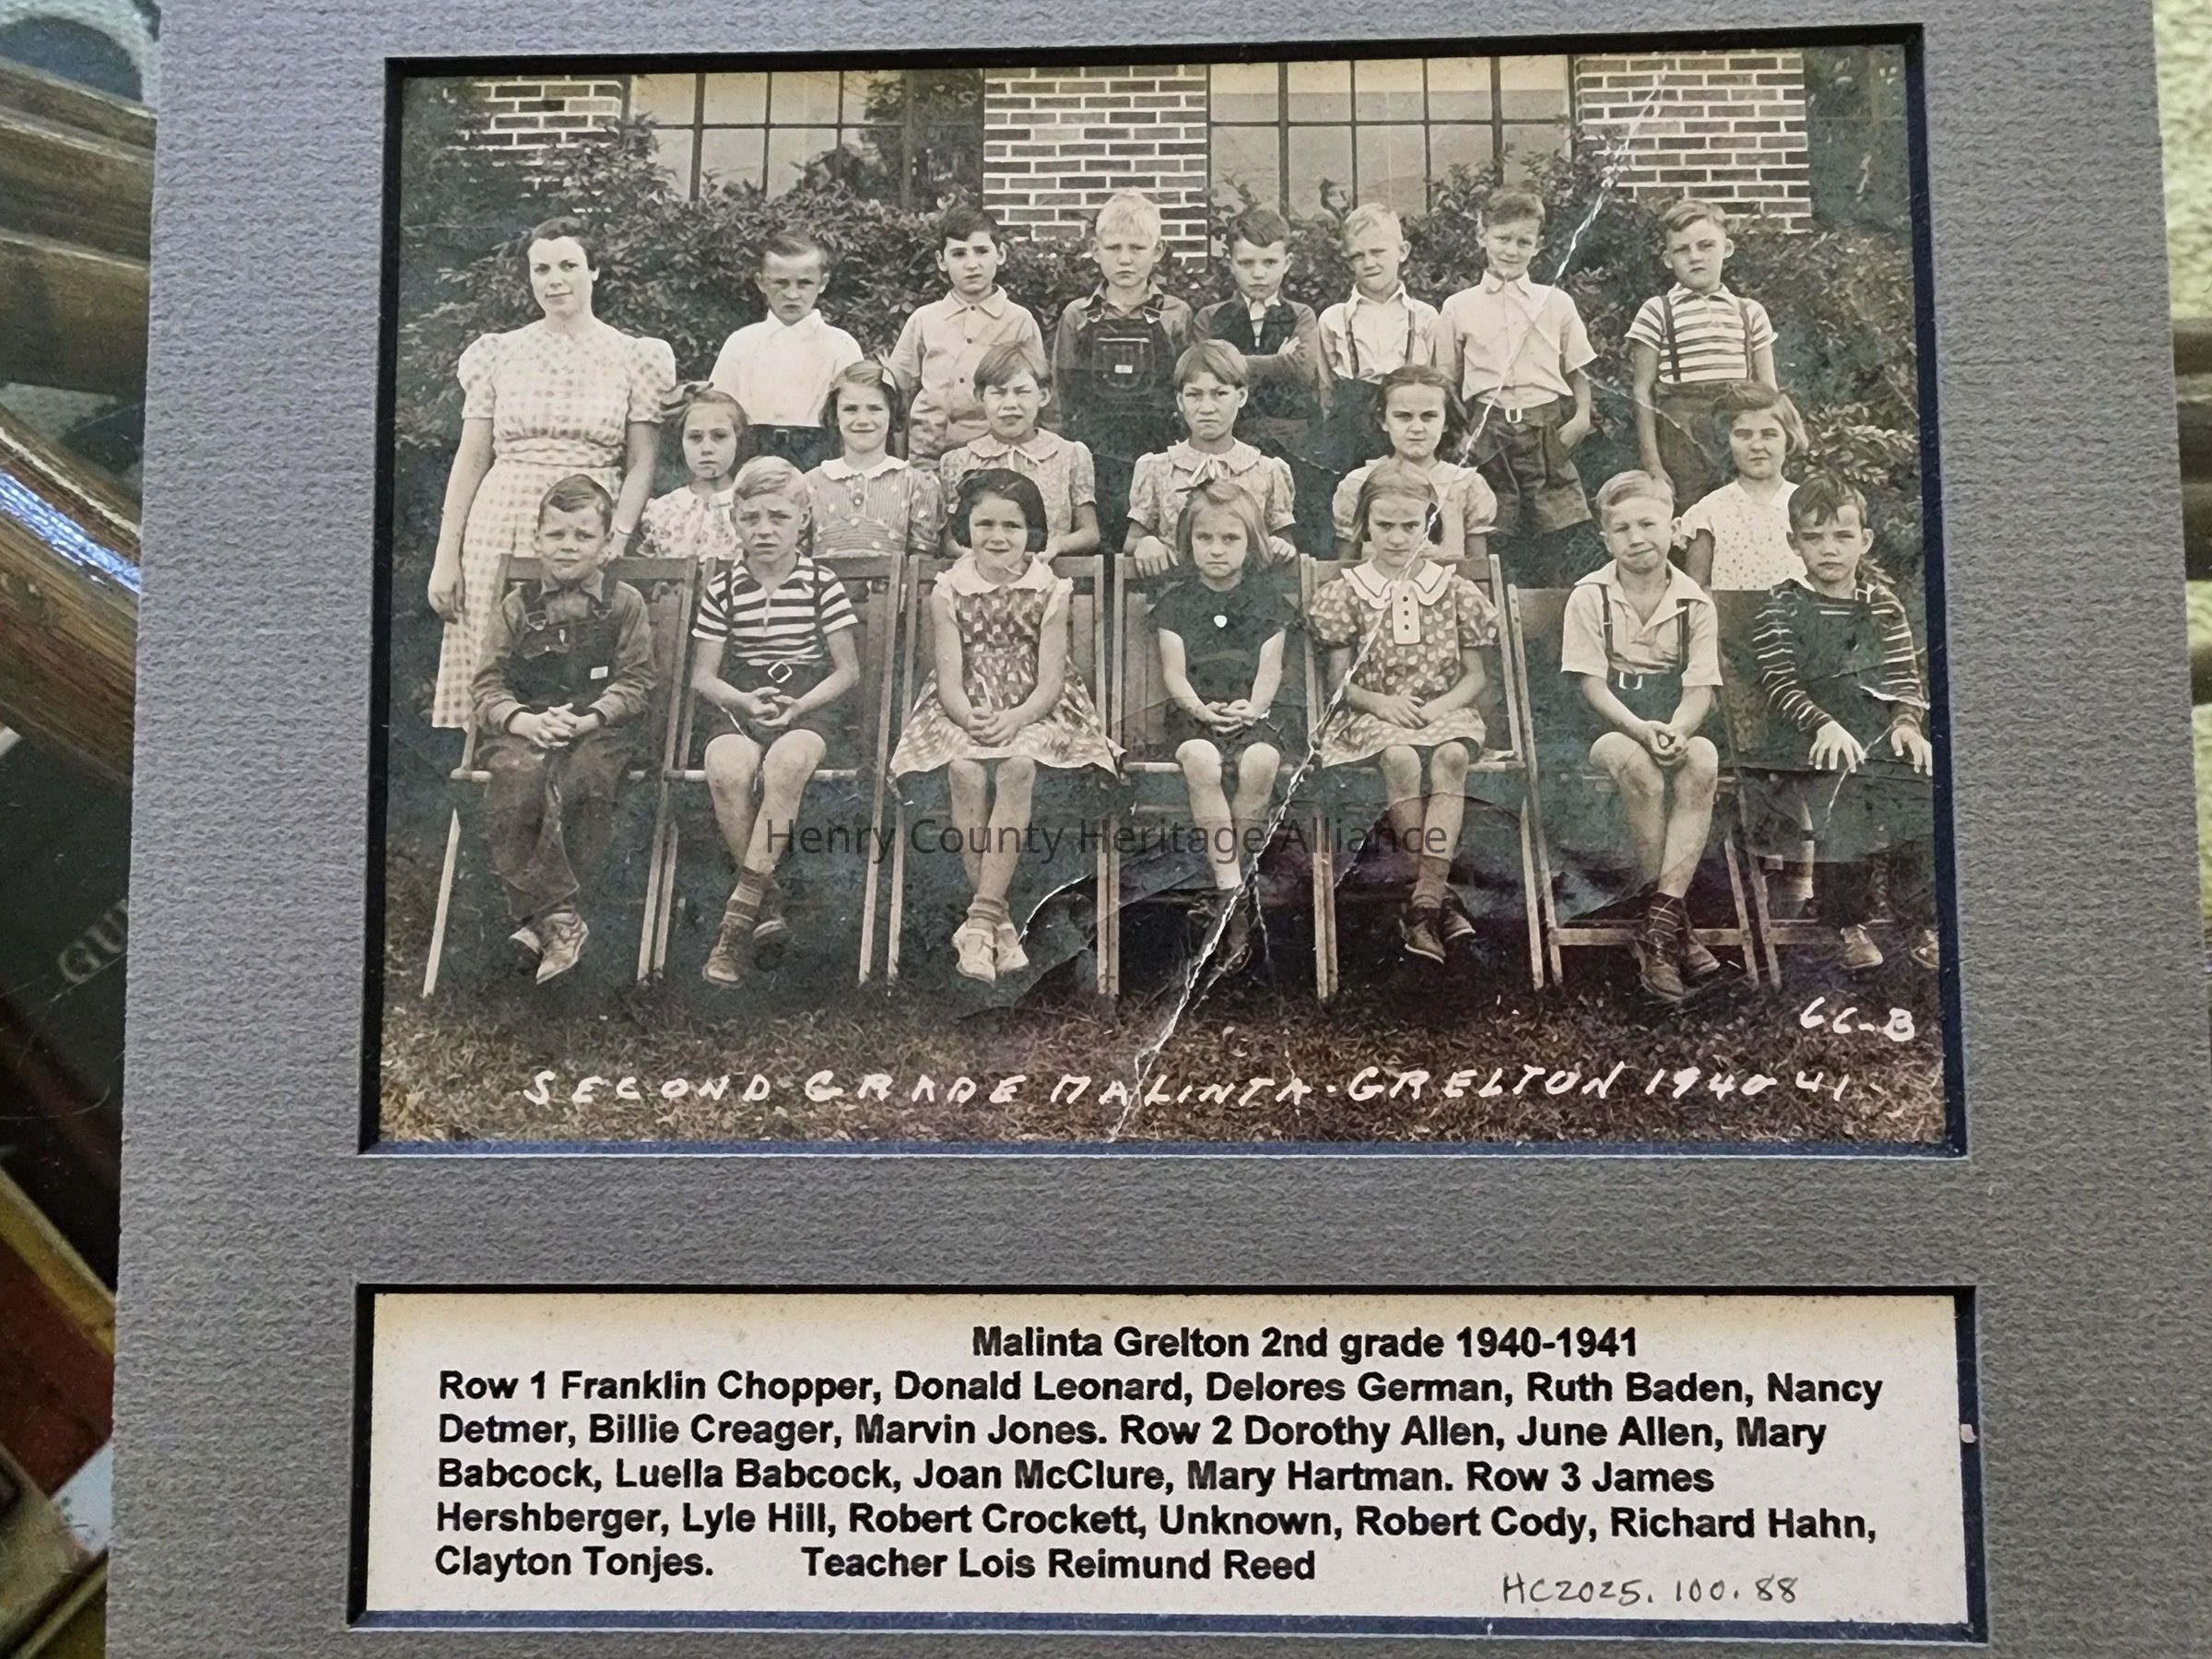 GU
Henry County Heritage Alliance
66-B
SECOND GRADE MALINTA-GRELTON 1940 41-
Malinta Grelton 2nd grade 1940-1941
Row 1 Franklin Chopper, Donald Leonard, Delores German, Ruth Baden, Nancy
Detmer, Billie Creager, Marvin Jones. Row 2 Dorothy Allen, June Allen, Mary
Babcock, Luella Babcock, Joan McClure, Mary Hartman. Row 3 James
Hershberger, Lyle Hill, Robert Crockett, Unknown, Robert Cody, Richard Hahn,
Clayton Tonjes. Teacher Lois Reimund Reed
HC2025.100.88